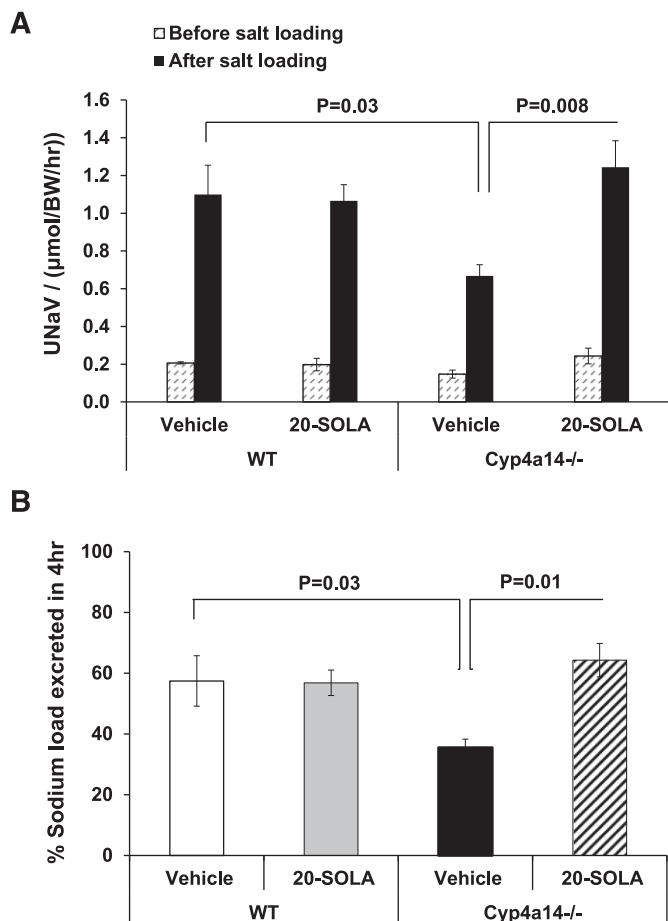 A
Before salt loading
After salt loading
UNaV / (µmol/BW/hr))
1.6
1.4
1.2
1.0
0.8
0.6
0.4
0.2
0.0
P=0.03
P=0.008
Vehicle
20-SOLA
Vehicle
20-SOLA
WT
Cyp4a14-/-
B
% Sodium load excreted in 4hr
100
80
60
40
20
0
P=0.03
P=0.01
Vehicle
20-SOLA
Vehicle
20-SOLA
WT
Cyp4a14-/-